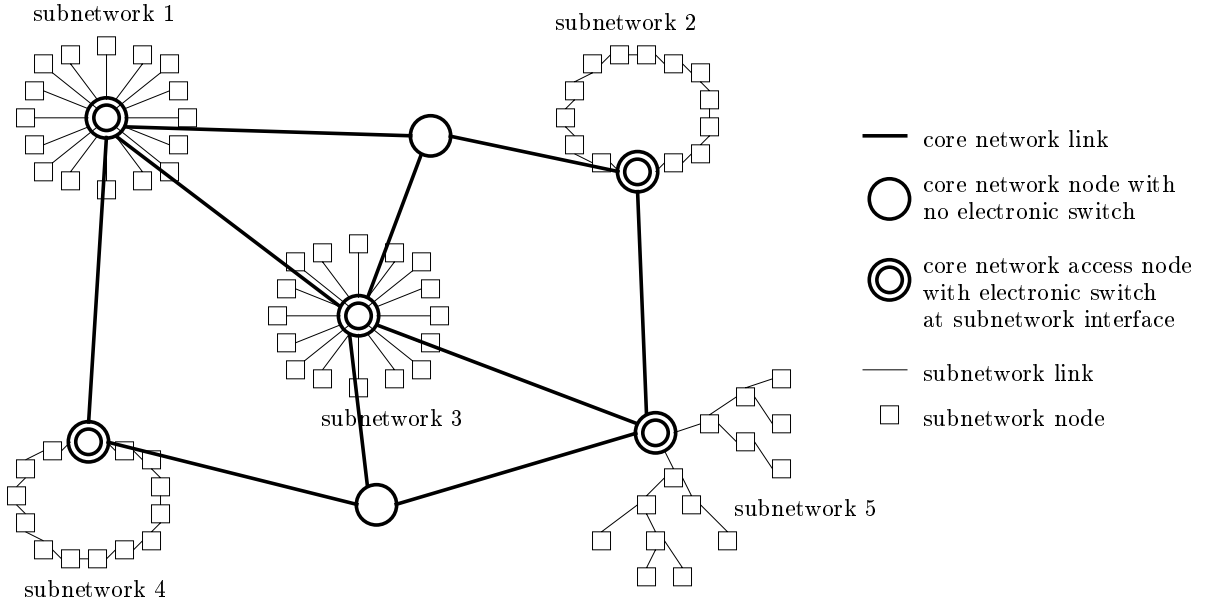 subnetwork 1
subnetwork 2
core network link
core network node with
no electronic switch
core network access node
with electronic switch
at subnetwork interface
subnetwork link
subnetwork node
subnetwork 3
subnetwork 5
subnetwork 4